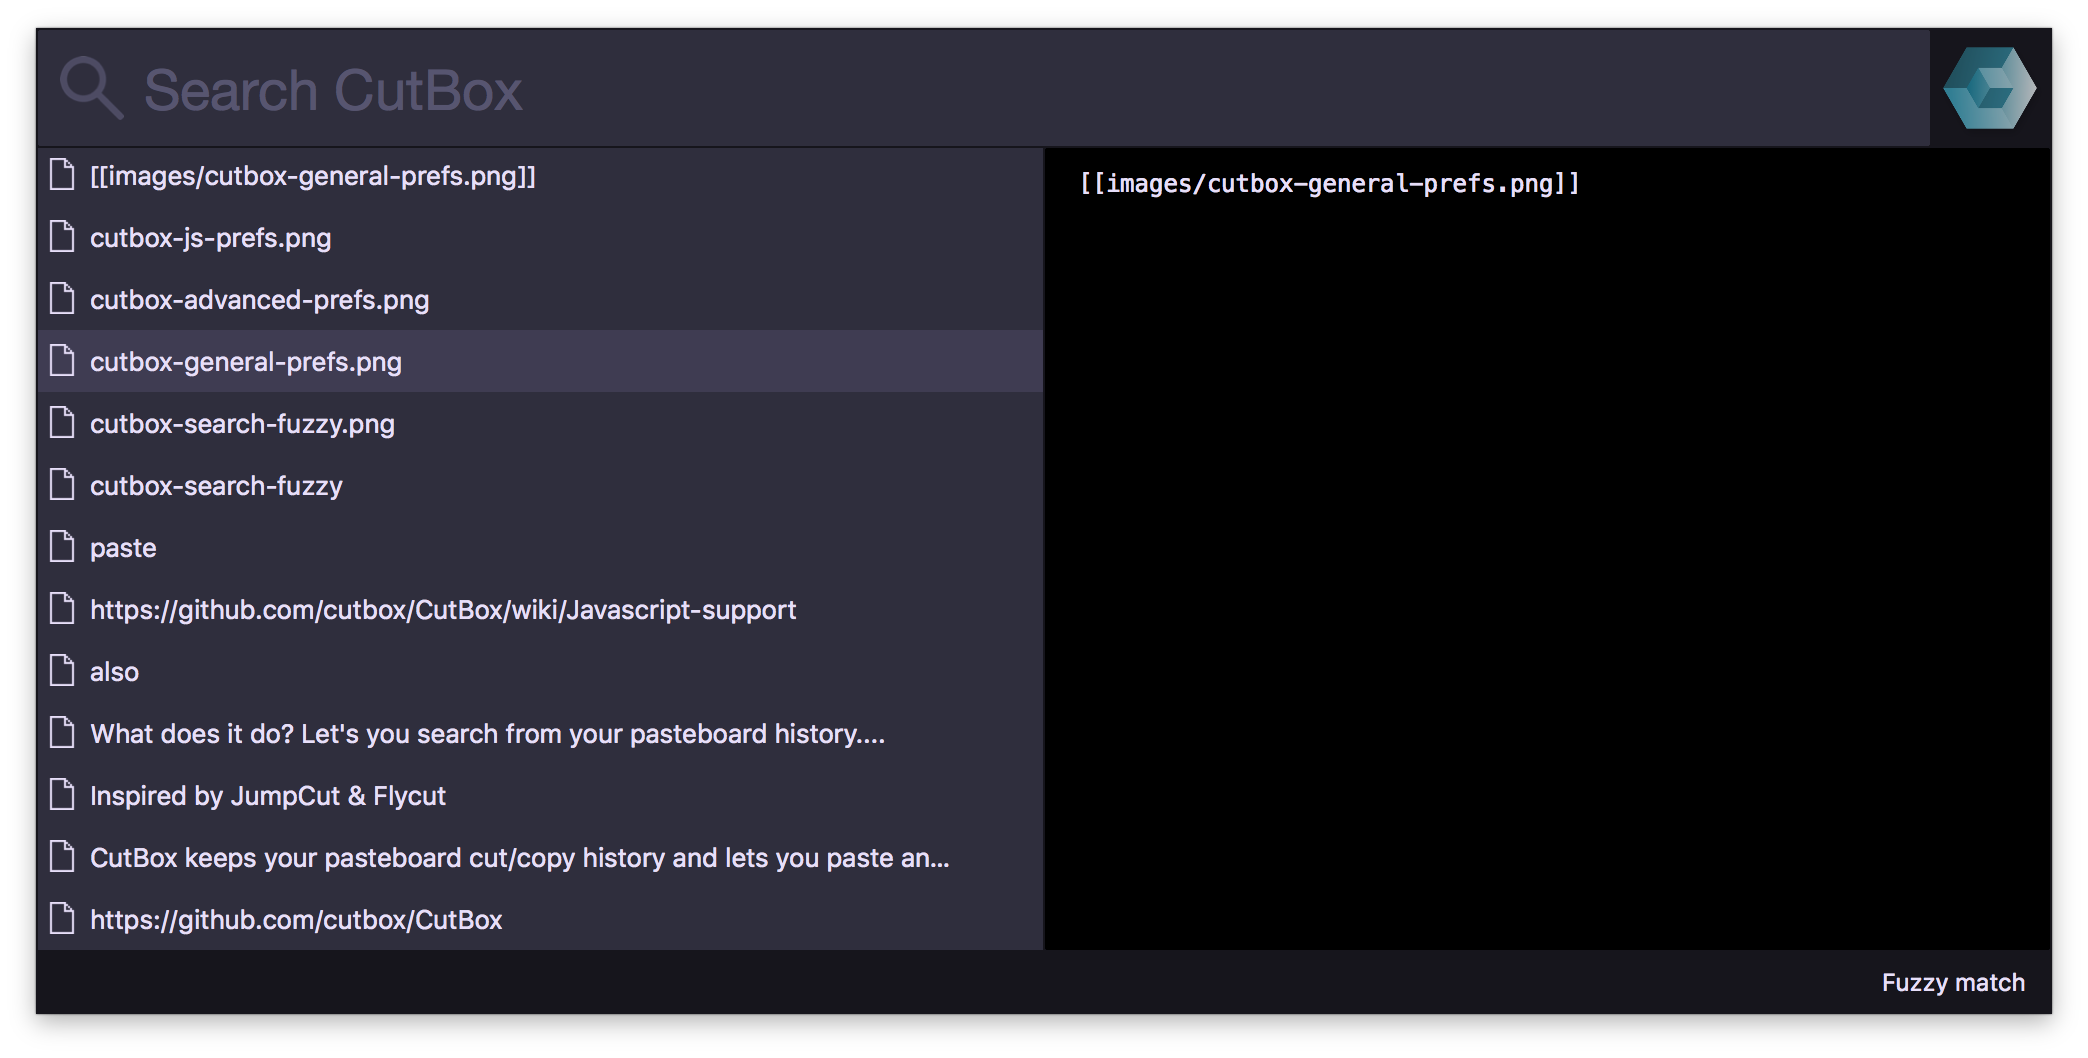 Search CutBox
[[images/cutbox-general-prefs.png]]
cutbox-js-prefs.png
cutbox-advanced-prefs.png
cutbox-general-prefs.png
cutbox-search-fuzzy.png
cutbox-search-fuzzy
paste
https://github.com/cutbox/CutBox/wiki/Javascript-support
also
What does it do? Let's you search from your pasteboard history....
Inspired by JumpCut & Flycut
CutBox keeps your pasteboard cut/copy history and lets you paste an...
https://github.com/cutbox/CutBox
[[images/cutbox-general-prefs.png]]
Fuzzy match